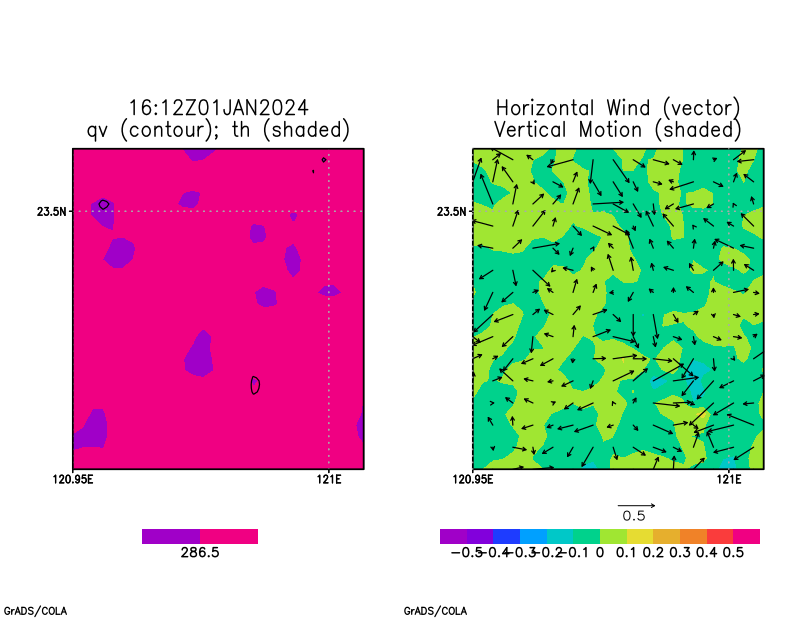 16:12Z01JAN2024
qv (contour); th (shaded)
23.5N
120.95E
121E
286.5
Horizontal Wind (vector)
Vertical Motion (shaded)
23.5N
120.95E
121E
0.5
-0.5 -0.4 -0.3 -0.2 -0.1 0 0.1 0.2 0.3 0.4 0.5
GrADS/COLA
GrADS/COLA